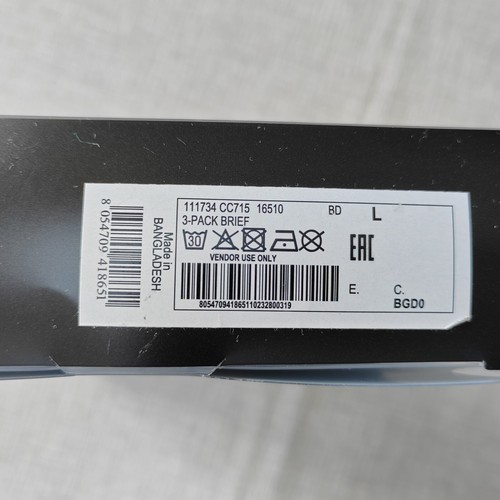 111734 CC715 16510 BD L
3-PACK BRIEF
30
EAC
VENDOR USE ONLY
805470941865110232800319
E. C.
BGD0
Made in
BANGLADESH
8 054709 418651